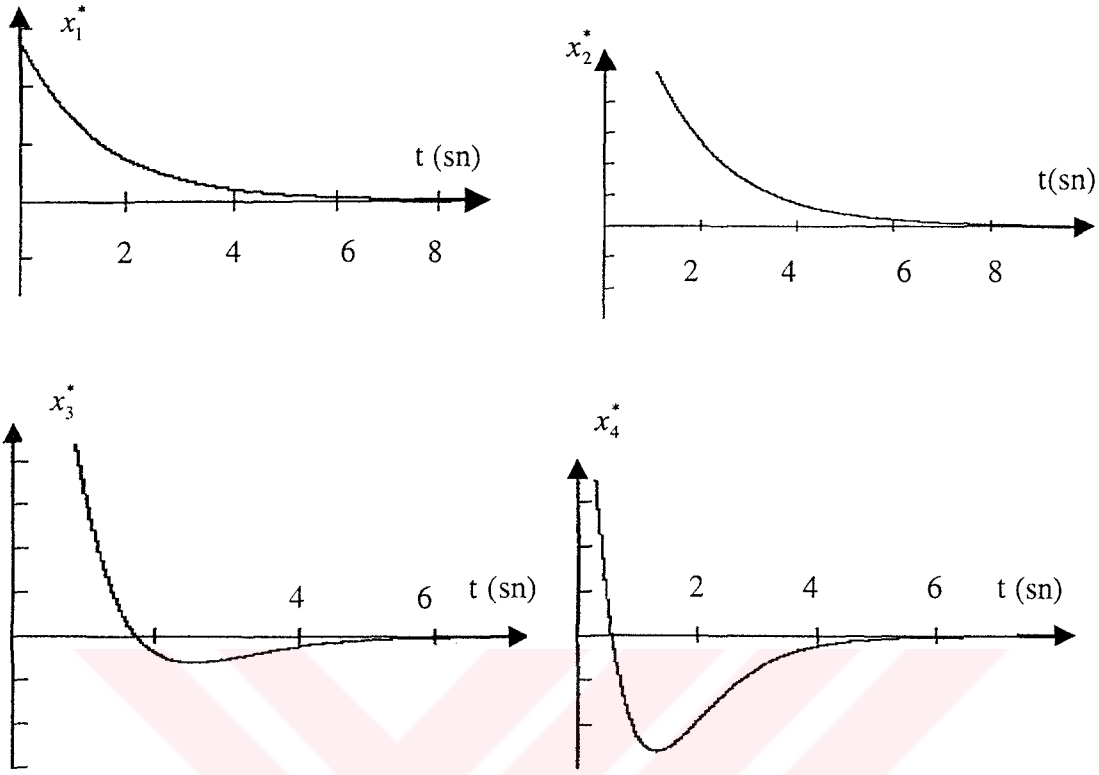 x₁*
t (sn)
2 4 6 8
x₂*
t(sn)
2 4 6 8
x₃*
4 6 t (sn)
x₄*
2 4 6 t (sn)